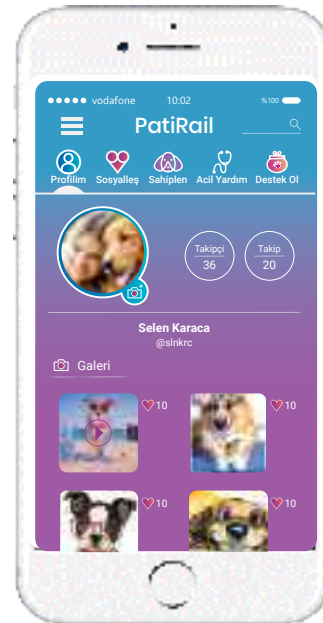 vodafone 10:02 %100
PatiRail
Profilim Sosyalleş Sahiplen Acil Yardım Destek Ol
Takipçi Takip
36 20
Selen Karaca
@slnkrc
Galeri
10 10
10 10